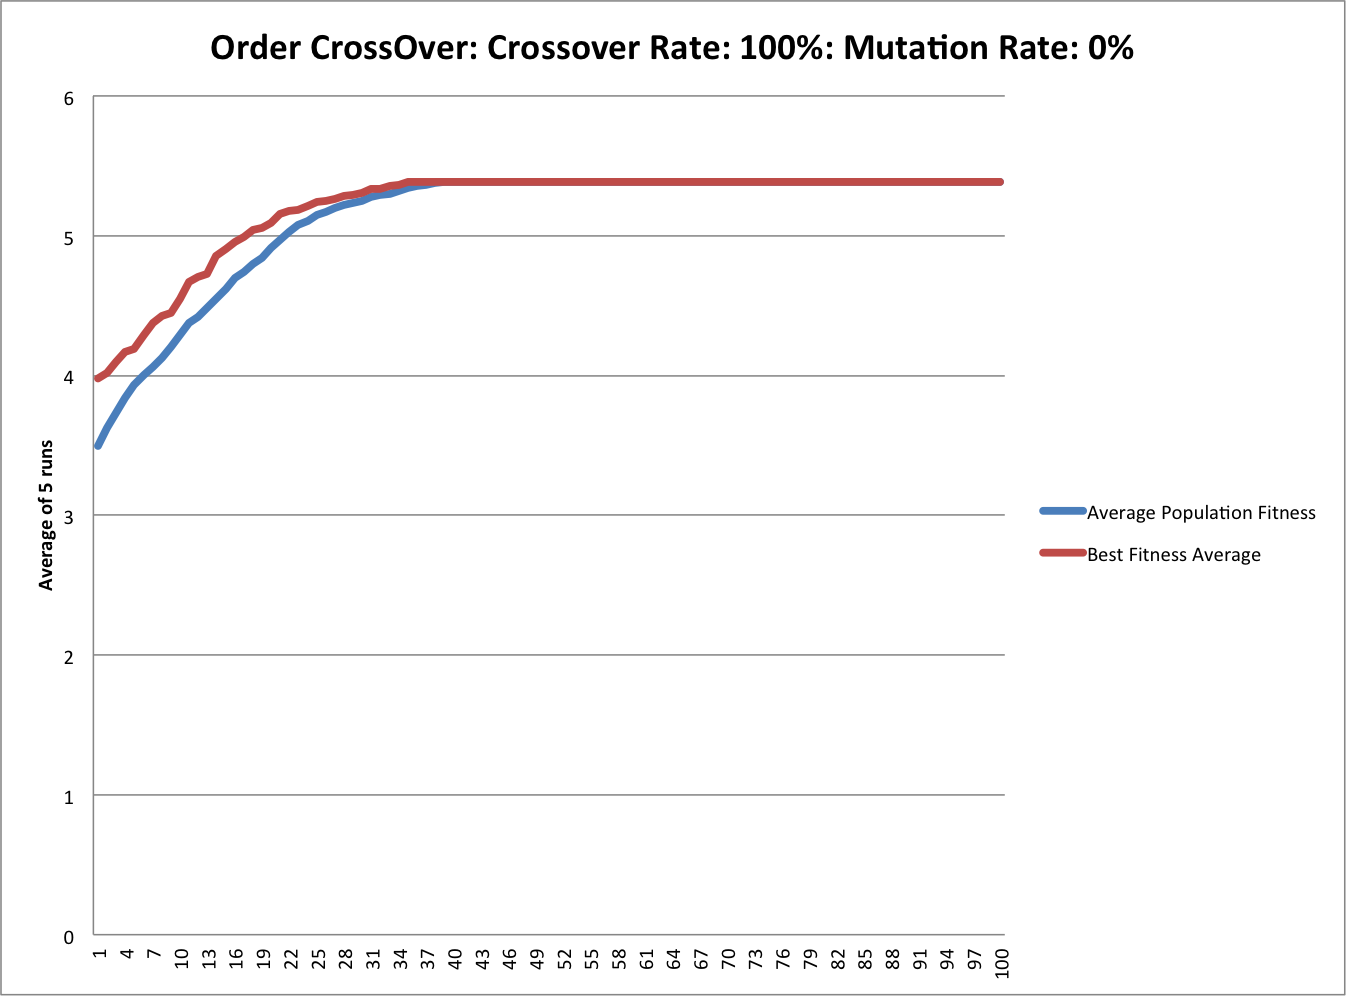 Order CrossOver: Crossover Rate: 100%: Mutation Rate: 0%
6
5
4
3
2
1
0
Average of 5 runs
Average Population Fitness
Best Fitness Average
1 4 7 10 13 16 19 22 25 28 31 34 37 40 43 46 49 52 55 58 61 64 67 70 73 76 79 82 85 88 91 94 97 100